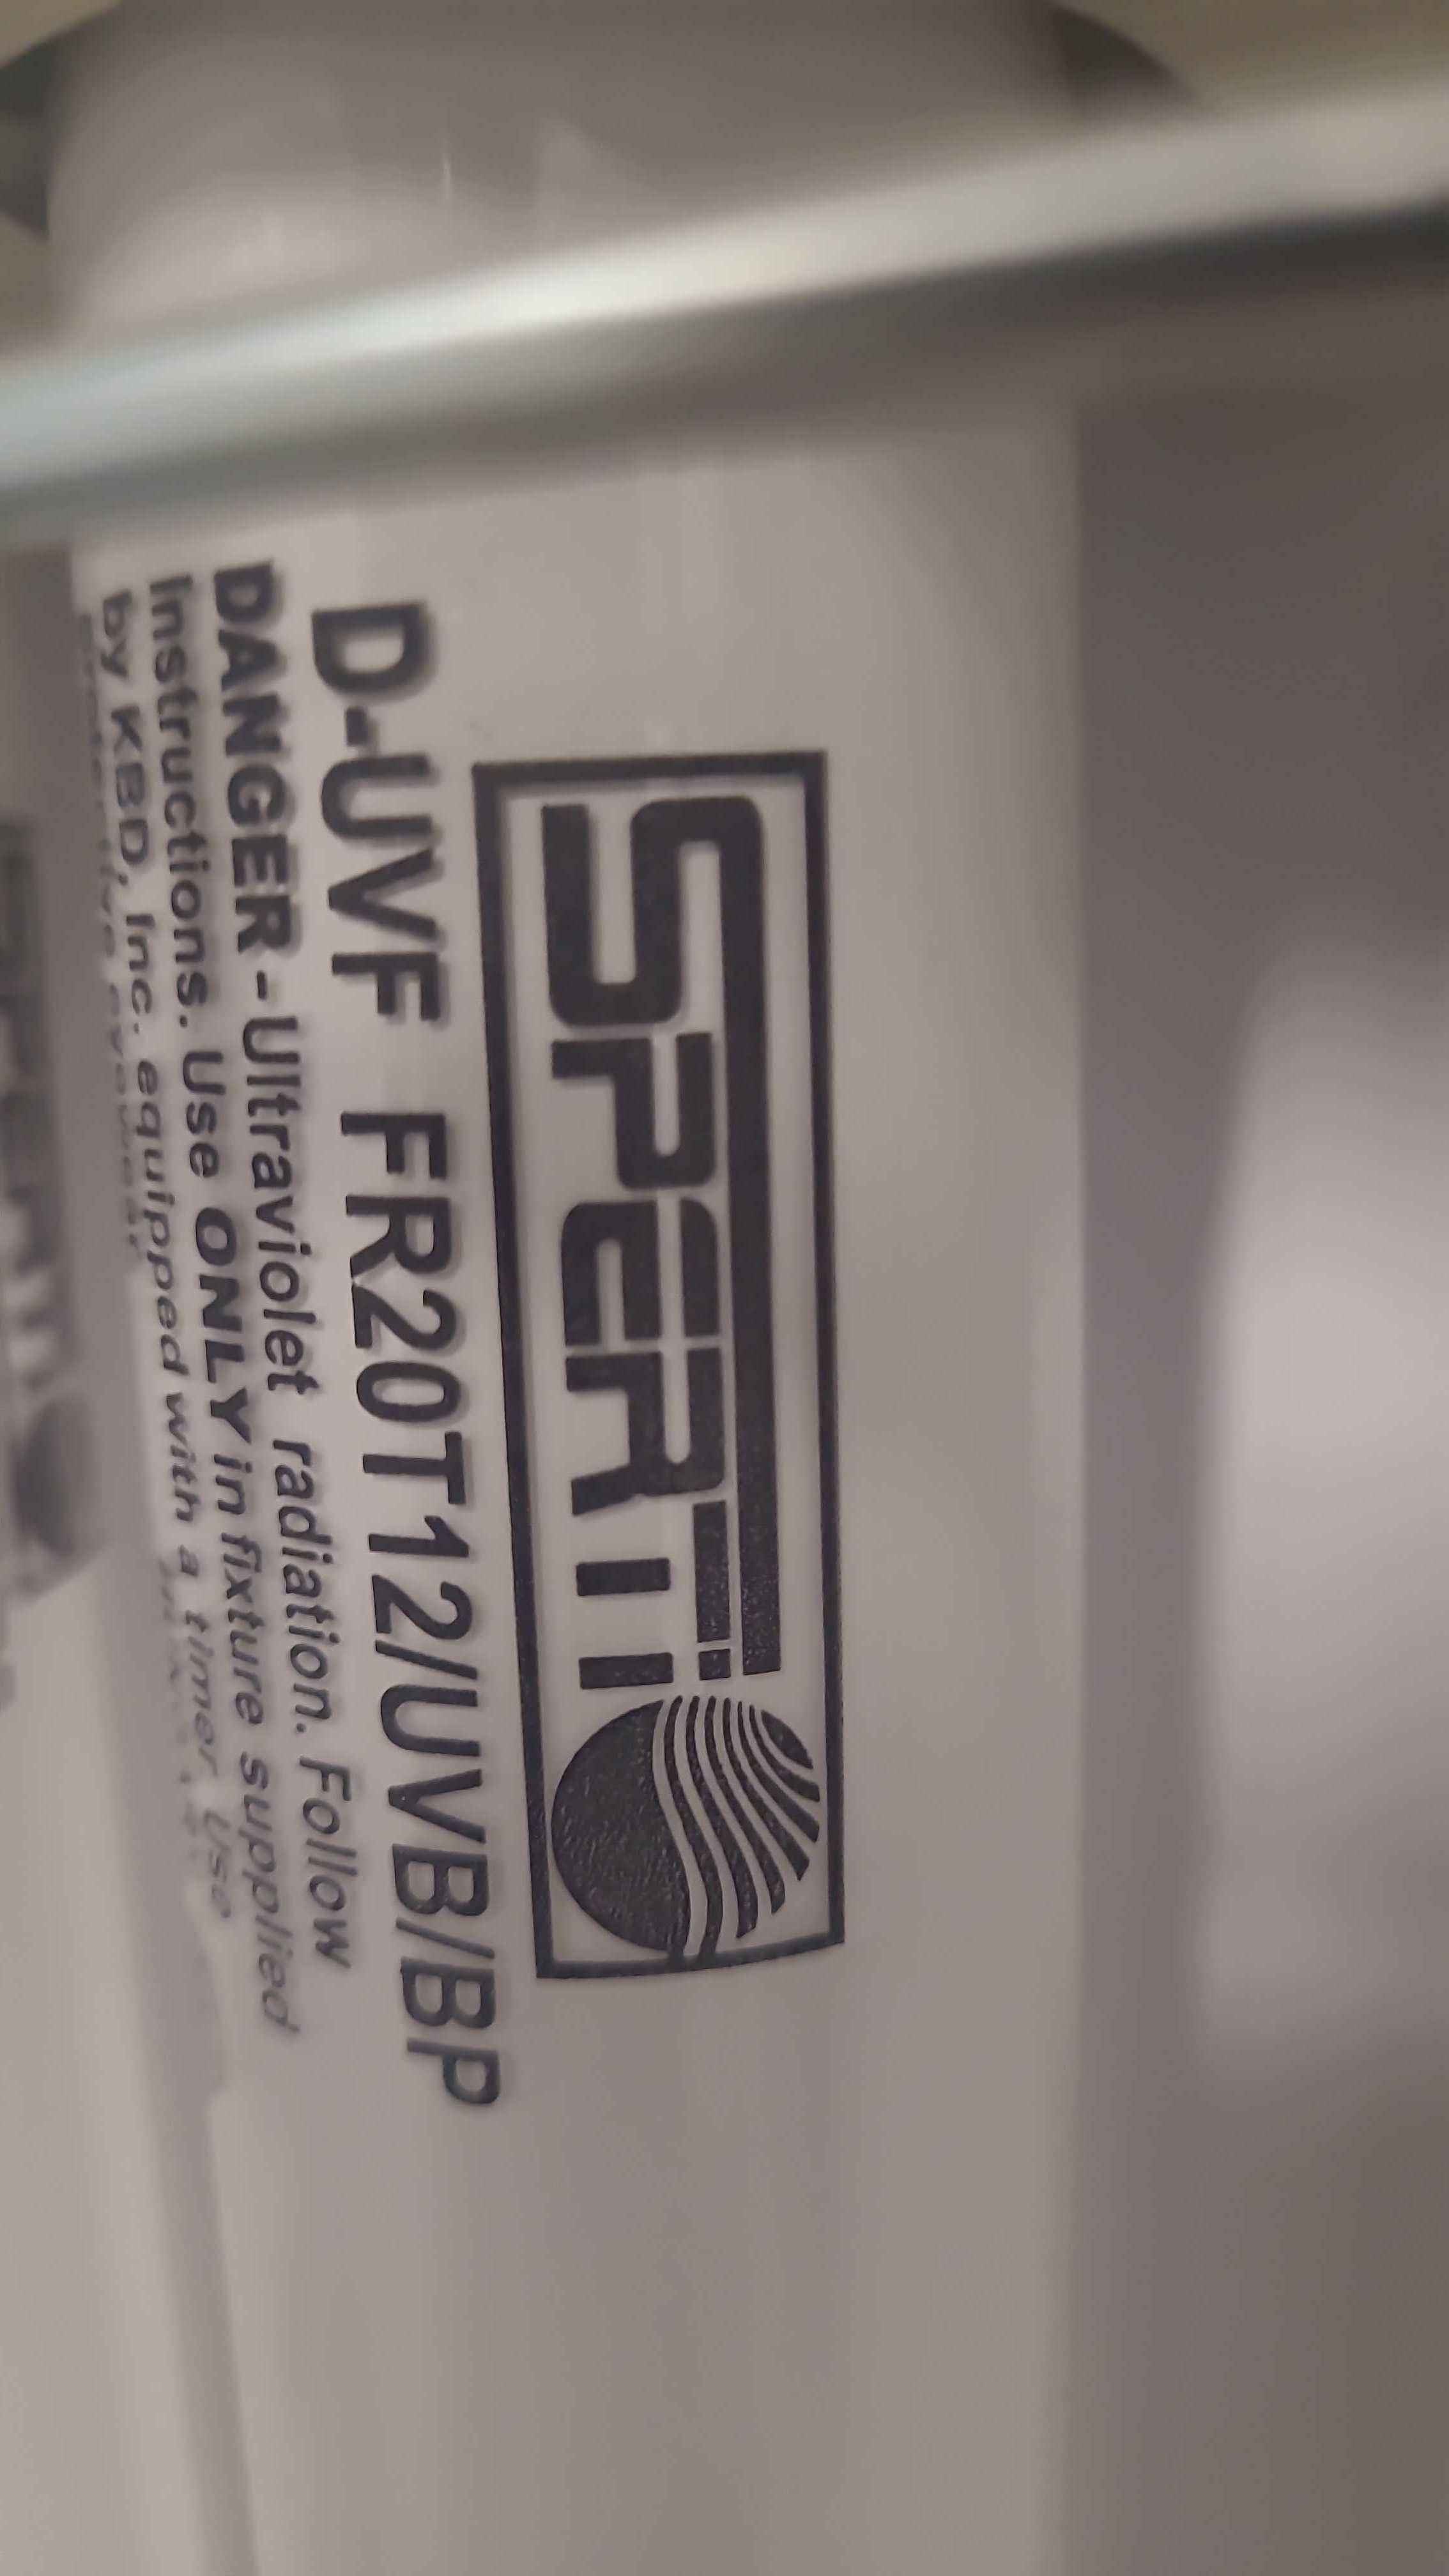 SPERTI
D-UVF FR20T12/UVB/BP
DANGER - Ultraviolet radiation. Follow
Instructions. Use ONLY in fixture supplied
by KBD, Inc. equipped with a timer. Use